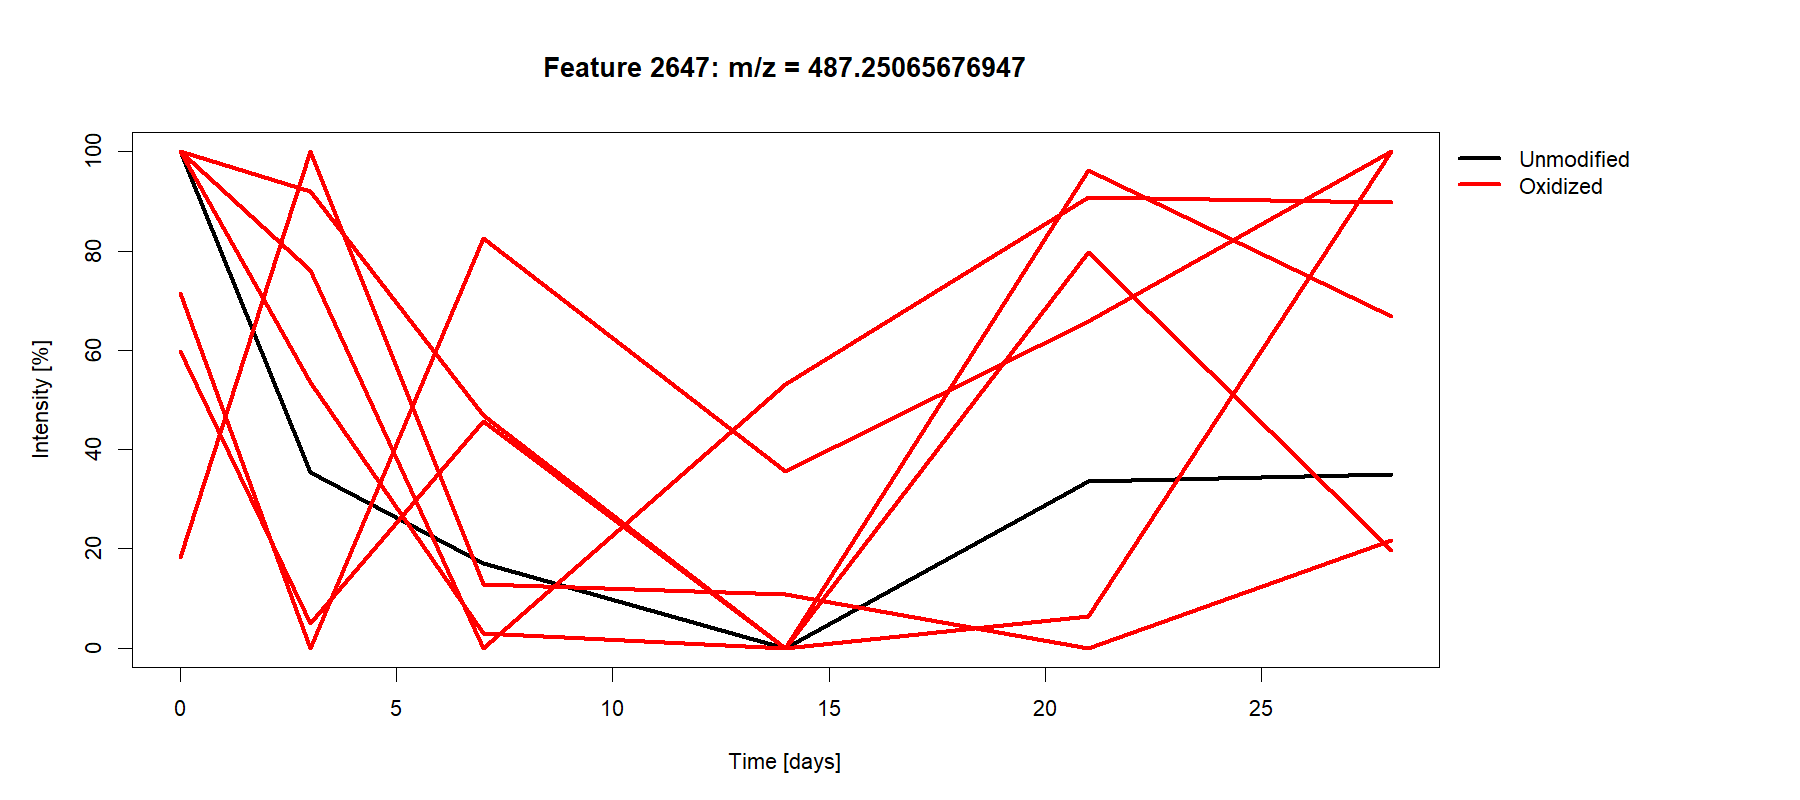 Feature 2647: m/z = 487.25065676947
Unmodified
Oxidized
Intensity [%]
100
80
60
40
20
0
0 5 10 15 20 25
Time [days]